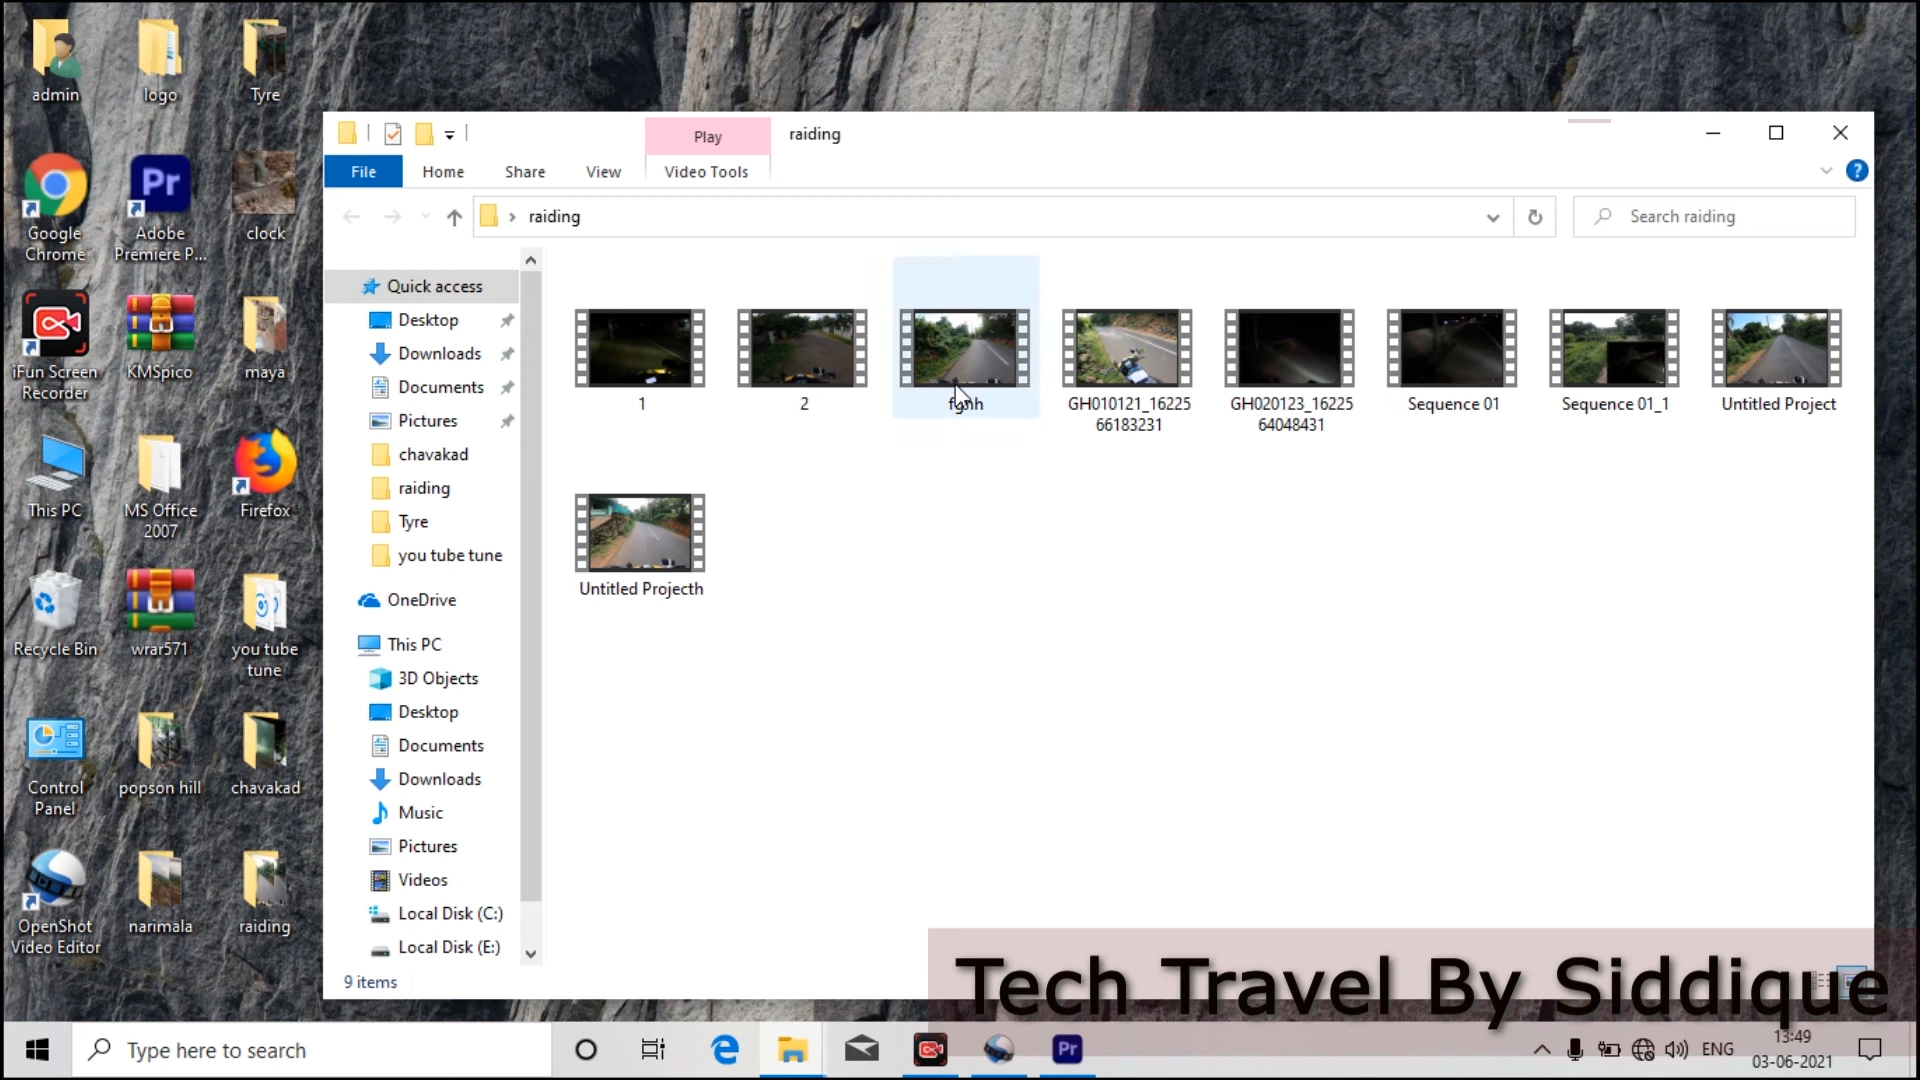 admin
logo
Tyre
Google
Chrome
Adobe
Premiere P...
clock
iFun Screen
Recorder
KMSpico
maya
This PC
MS Office
2007
Firefox
Recycle Bin
wrar571
you tube
tune
Control
Panel
popson hill
chavakad
OpenShot
Video Editor
narimala
raiding
Play
raiding
File
Home
Share
View
Video Tools
raiding
Search raiding
Quick access
Desktop
Downloads
Documents
Pictures
chavakad
raiding
Tyre
you tube tune
OneDrive
This PC
3D Objects
Desktop
Documents
Downloads
Music
Pictures
Videos
Local Disk (C:)
Local Disk (E:)
1
2
GH010121_16225
66183231
GH020123_16225
64048431
Sequence 01
Sequence 01_1
Untitled Project
Untitled Projecth
9 items
Tech Travel By Siddique
Type here to search
Pr
ENG
13:49
03-06-2021